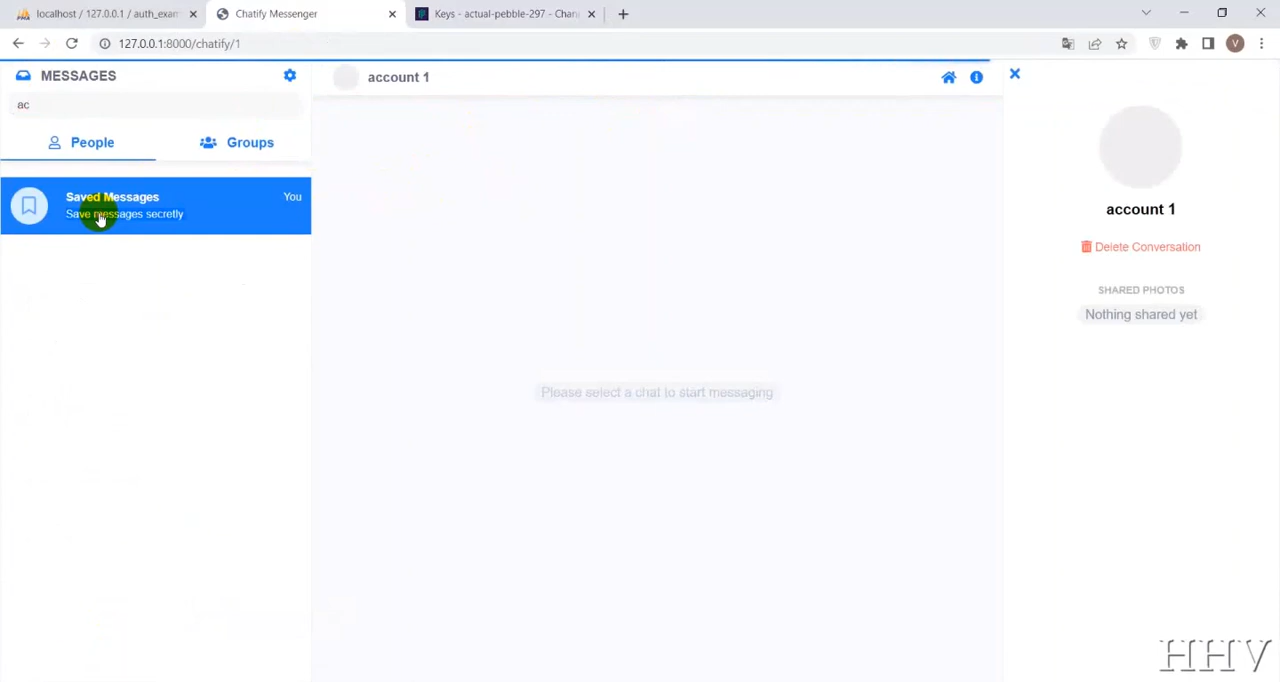 localhost / 127.0.0.1 / auth_exam
Chatify Messenger
Keys - actual-pebble-297 - Chan
127.0.0.1:8000/chatify/1
V
MESSAGES
ac
People
Groups
Saved Messages
You
Save messages secretly
account 1
Please select a chat to start messaging
account 1
Delete Conversation
SHARED PHOTOS
Nothing shared yet
HHV